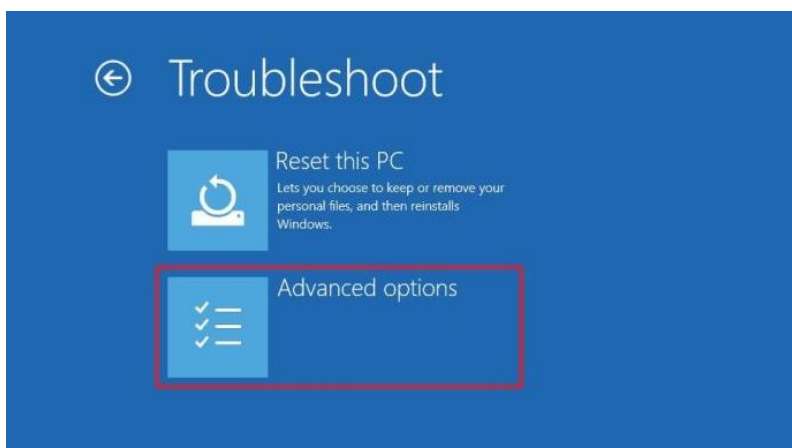 Troubleshoot
Reset this PC
Lets you choose to keep or remove your
personal files, and then reinstalls
Windows.
Advanced options